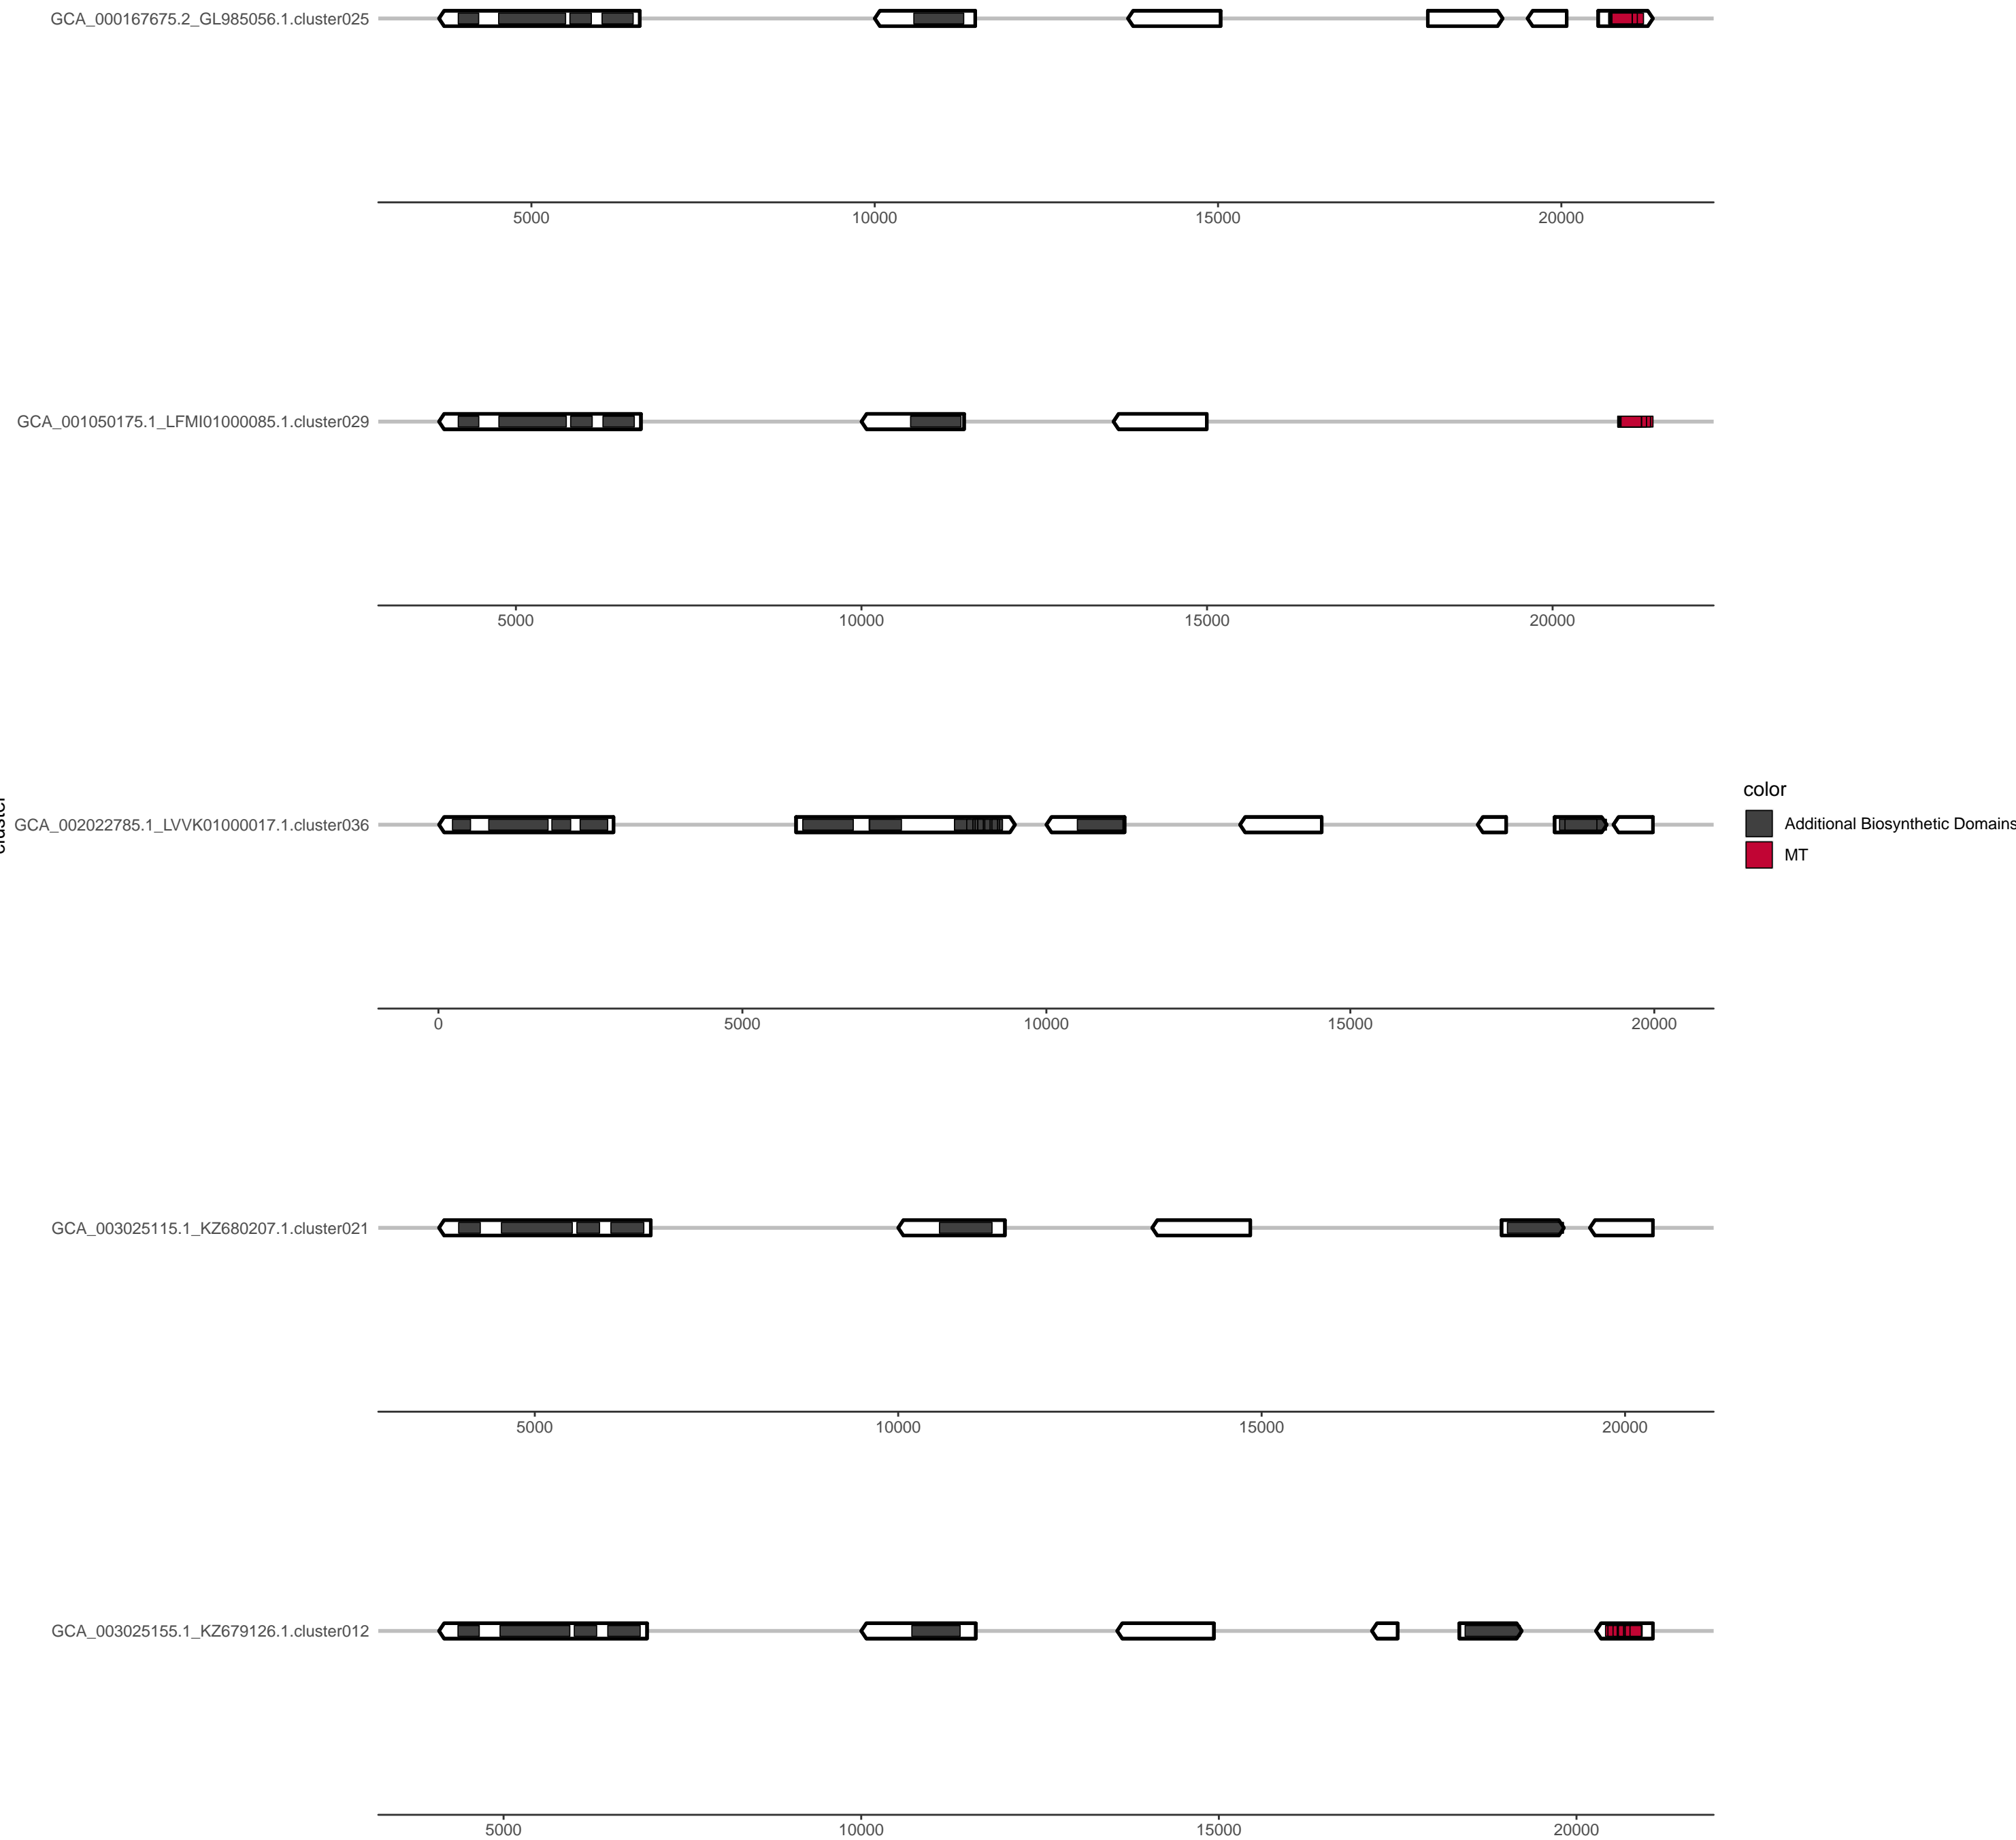 GCA_000167675.2_GL985056.1.cluster025
5000 10000 15000 20000
GCA_001050175.1_LFMI01000085.1.cluster029
5000 10000 15000 20000
cluster
GCA_002022785.1_LVVK01000017.1.cluster036
color
Additional Biosynthetic Domains
MT
0 5000 10000 15000 20000
GCA_003025115.1_KZ680207.1.cluster021
5000 10000 15000 20000
GCA_003025155.1_KZ679126.1.cluster012
5000 10000 15000 20000